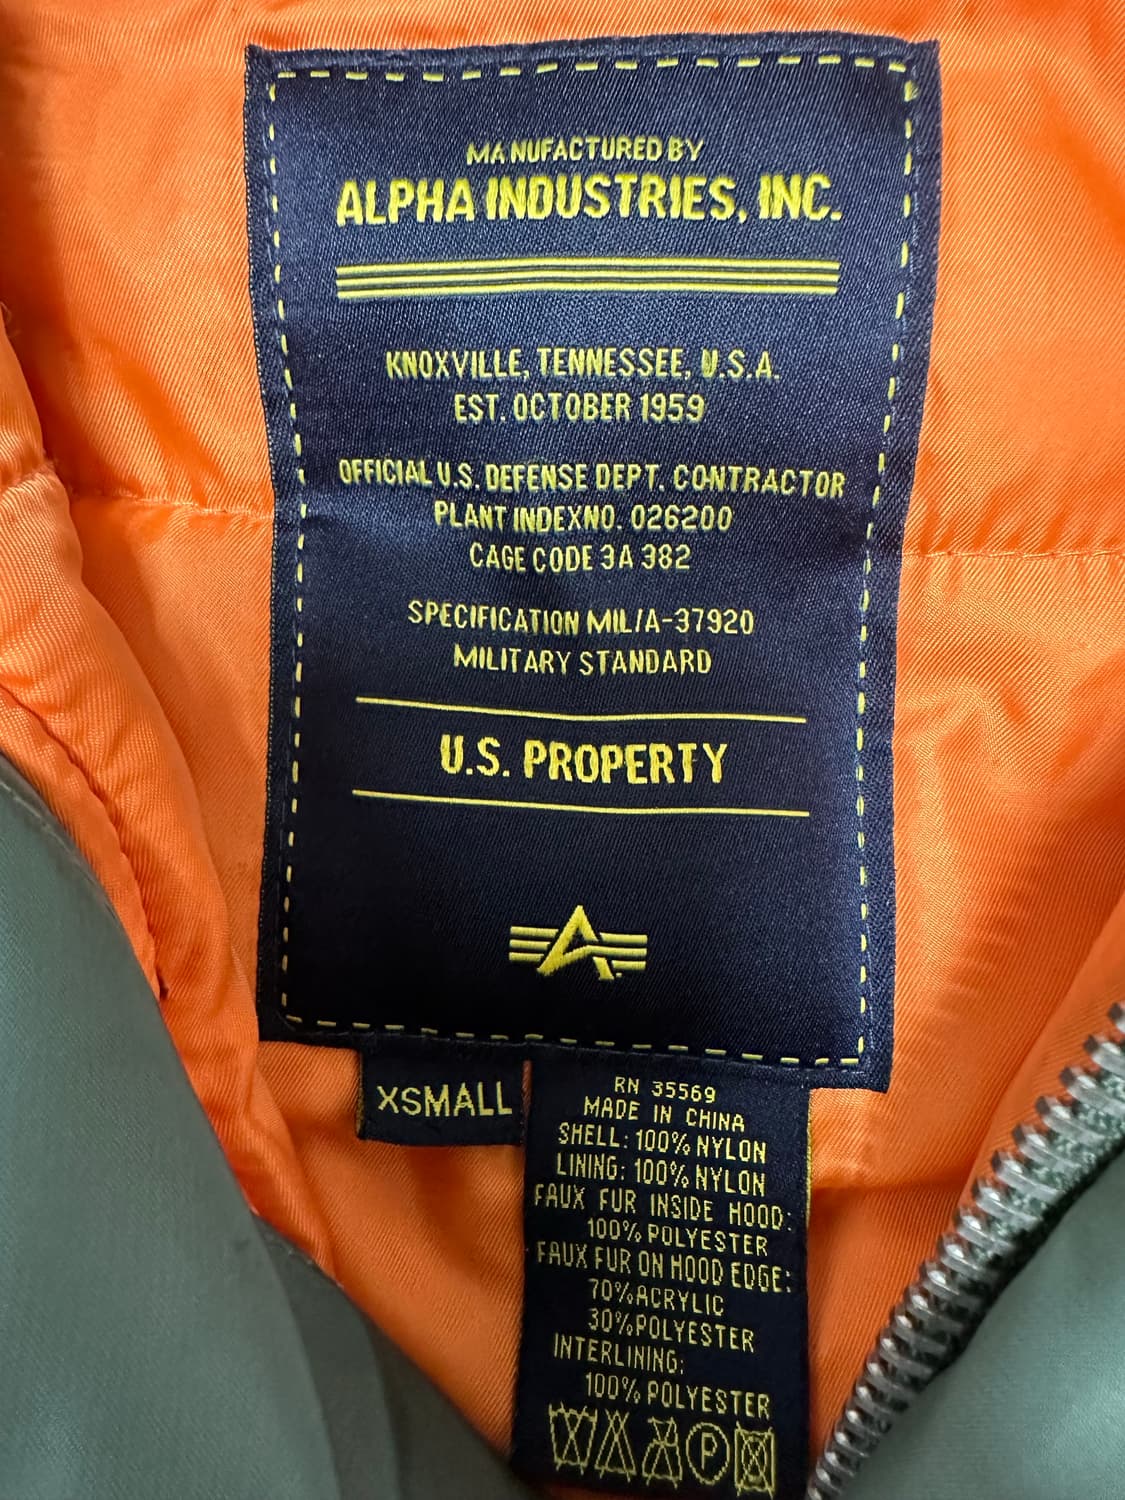 MANUFACTURED BY
ALPHA INDUSTRIES, INC.
KNOXVILLE, TENNESSEE, U.S.A.
EST. OCTOBER 1959
OFFICIAL U.S. DEFENSE DEPT. CONTRACTOR
PLANT INDEXNO. 026200
CAGE CODE 3A 382
SPECIFICATION MIL/A-37920
MILITARY STANDARD
U.S. PROPERTY
A
XSMALL
RN 35569
MADE IN CHINA
SHELL: 100% NYLON
LINING: 100% NYLON
FAUX FUR INSIDE HOOD:
100% POLYESTER
FAUX FUR ON HOOD EDGE:
70%ACRYLIC
30%POLYESTER
INTERLINING:
100% POLYESTER
P